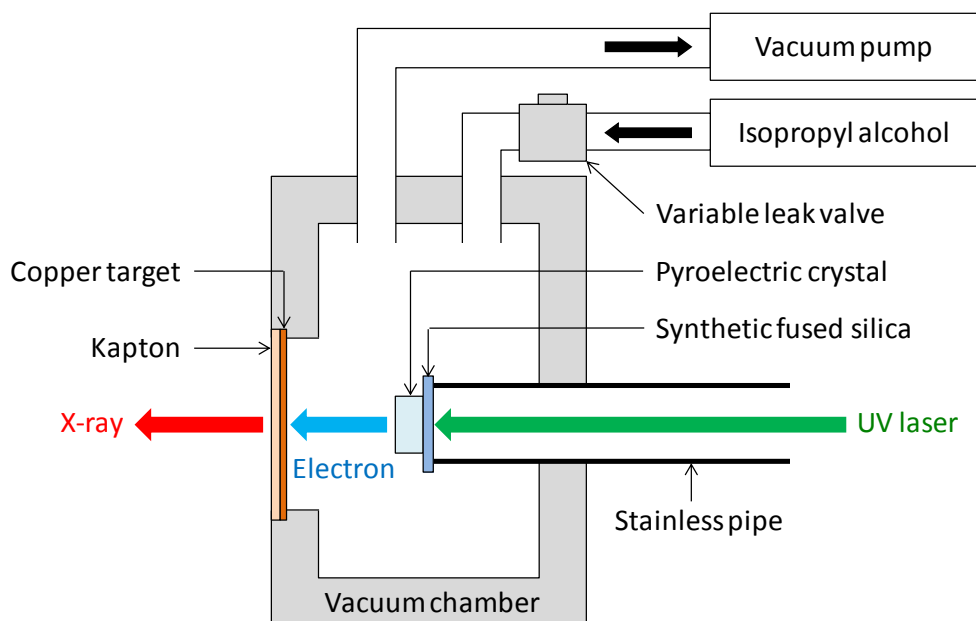 Vacuum pump
Isopropyl alcohol
Variable leak valve
Copper target
Pyroelectric crystal
Kapton
Synthetic fused silica
X-ray
Electron
UV laser
Stainless pipe
Vacuum chamber